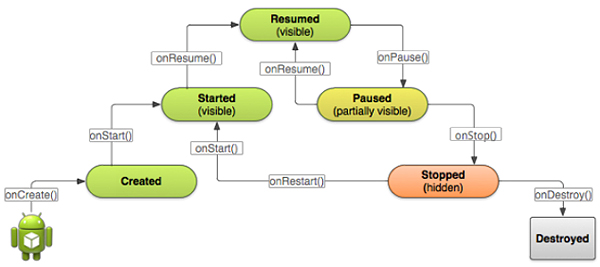 Resumed
(visible)
onResume()
onResume()
onPause()
Started
(visible)
Paused
(partially visible)
onStart()
onStart()
onStop()
Created
onRestart()
Stopped
(hidden)
onCreate()
onDestroy()
Destroyed